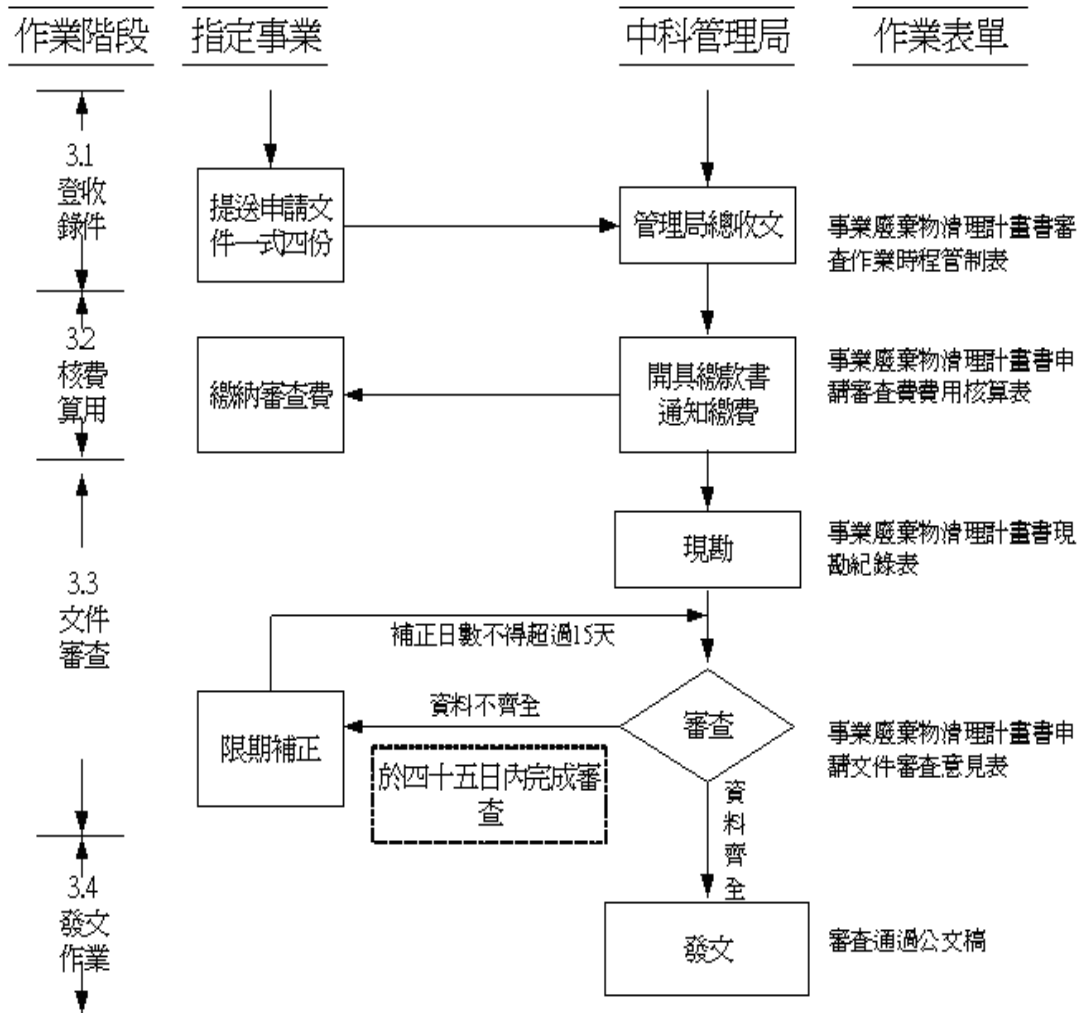 作業階段
指定事業
中科管理局
作業表單
3.1
登收
錄件
提送申請文
件一式四份
管理局總收文
事業廢棄物清理計畫書審
查作業時程管制表
3.2
核費
算用
繳納審查費
開具繳款書
通知繳費
事業廢棄物清理計畫書申
請審查費費用核算表
現勘
事業廢棄物清理計畫書現
勘紀錄表
3.3
文件
審查
補正日數不得超過15天
資料不齊全
限期補正
審查
於四十五日內完成審
查
事業廢棄物清理計畫書申
請文件審查意見表
資
料
齊
全
3.4
發文
作業
發文
審查通過公文稿